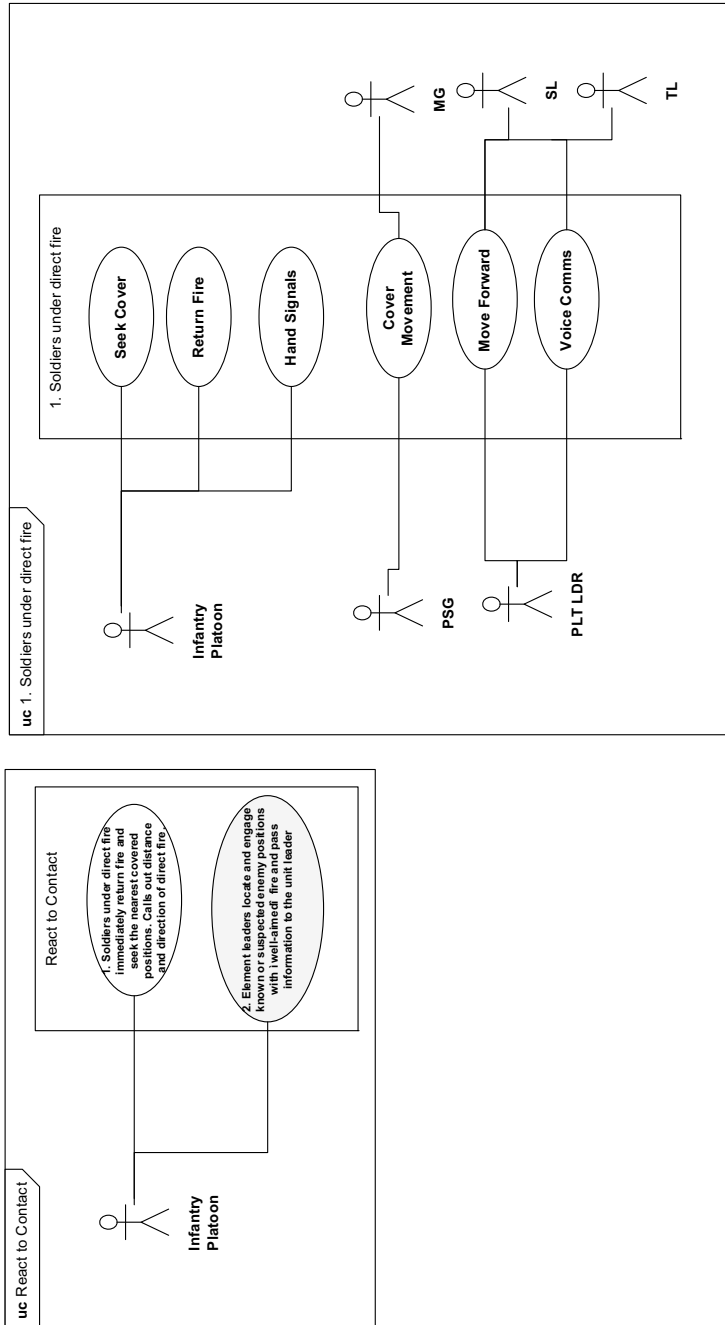 uc React to Contact
React to Contact
1. Soldiers under direct fire
immediately return fire and
seek the nearest covered
positions. Calls out distance
and direction of direct fire.
2. Element leaders locate and engage
known or suspected enemy positions
with ì well-aimedî fire and pass
information to the unit leader
Infantry
Platoon
uc 1. Soldiers under direct fire
1. Soldiers under direct fire
Seek Cover
Return Fire
Hand Signals
Cover
Movement
Move Forward
Voice Comms
Infantry
Platoon
PSG
PLT LDR
MG
SL
TL